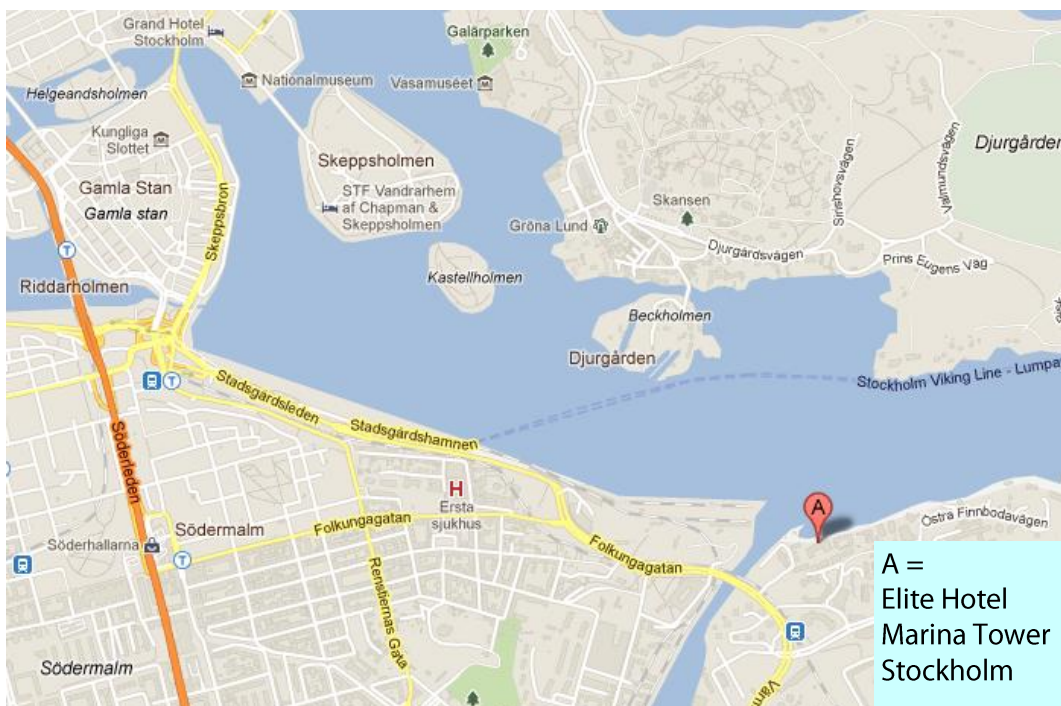 Grand Hotel
Stockholm
Galärparken
Nationalmuseum
Vasamuséet
Helgeandsholmen
Kungliga
Slottet
Skeppsholmen
Djurgården
Gamla Stan
Gamla stan
STF Vandrarhem
af Chapman &
Skeppsholmen
Skeppsbron
Skansen
Sirishovsvägen
Valmundsvägen
Gröna Lund
Djurgårdsvägen
Prins Eugens Väg
T
Kastellholmen
Riddarholmen
Beckholmen
Djurgården
T
Stockholm Viking Line - Lumpa
Stadsgårdsleden
Stadsgårdshamnen
Söderleden
H
Ersta
sjukhus
A
Östra Finnbodavägen
Södermalm
Folkungagatan
Söderhallarna
T
Folkungagatan
Renstiernas Gata
Södermalm
Värm
A =
Elite Hotel
Marina Tower
Stockholm